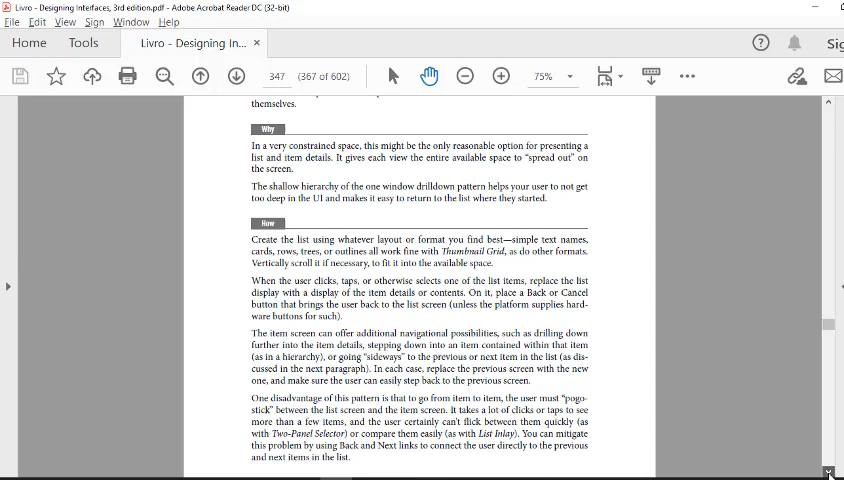 Livro - Designing Interfaces, 3rd edition.pdf - Adobe Acrobat Reader DC (32-bit)
File Edit View Sign Window Help
Home Tools Livro - Designing In... ×
347 (367 of 602) 75%
themselves.
Why
In a very constrained space, this might be the only reasonable option for presenting a
list and item details. It gives each view the entire available space to “spread out” on
the screen.
The shallow hierarchy of the one window drilldown pattern helps your user to not get
too deep in the UI and makes it easy to return to the list where they started.
How
Create the list using whatever layout or format you find best—simple text names,
cards, rows, trees, or outlines all work fine with Thumbnail Grid, as do other formats.
Vertically scroll it if necessary, to fit it into the available space.
When the user clicks, taps, or otherwise selects one of the list items, replace the list
display with a display of the item details or contents. On it, place a Back or Cancel
button that brings the user back to the list screen (unless the platform supplies hard-
ware buttons for such).
The item screen can offer additional navigational possibilities, such as drilling down
further into the item details, stepping down into an item contained within that item
(as in a hierarchy), or going “sideways” to the previous or next item in the list (as dis-
cussed in the next paragraph). In each case, replace the previous screen with the new
one, and make sure the user can easily step back to the previous screen.
One disadvantage of this pattern is that to go from item to item, the user must “pogo-
stick” between the list screen and the item screen. It takes a lot of clicks or taps to see
more than a few items, and the user certainly can't flick between them quickly (as
with Two-Panel Selector) or compare them easily (as with List Inlay). You can mitigate
this problem by using Back and Next links to connect the user directly to the previous
and next items in the list.